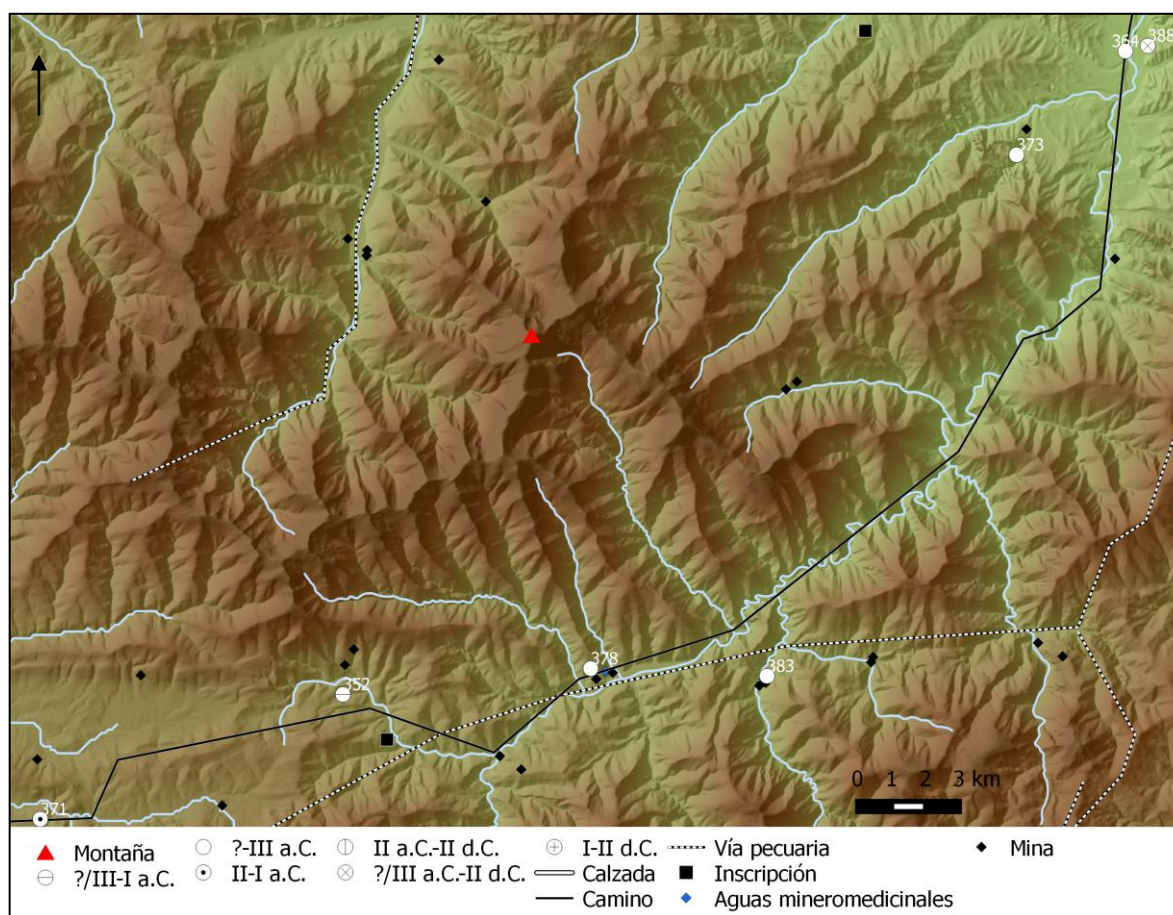 364 388
373
378
352
383
371
0 1 2 3 km
Montaña ?-III a.C. II a.C.-II d.C. I-II d.C. Vía pecuaria Mina
?/III-I a.C. II-I a.C. ?/III a.C.-II d.C. Calzada Inscripción
Camino Aguas mineromedicinales